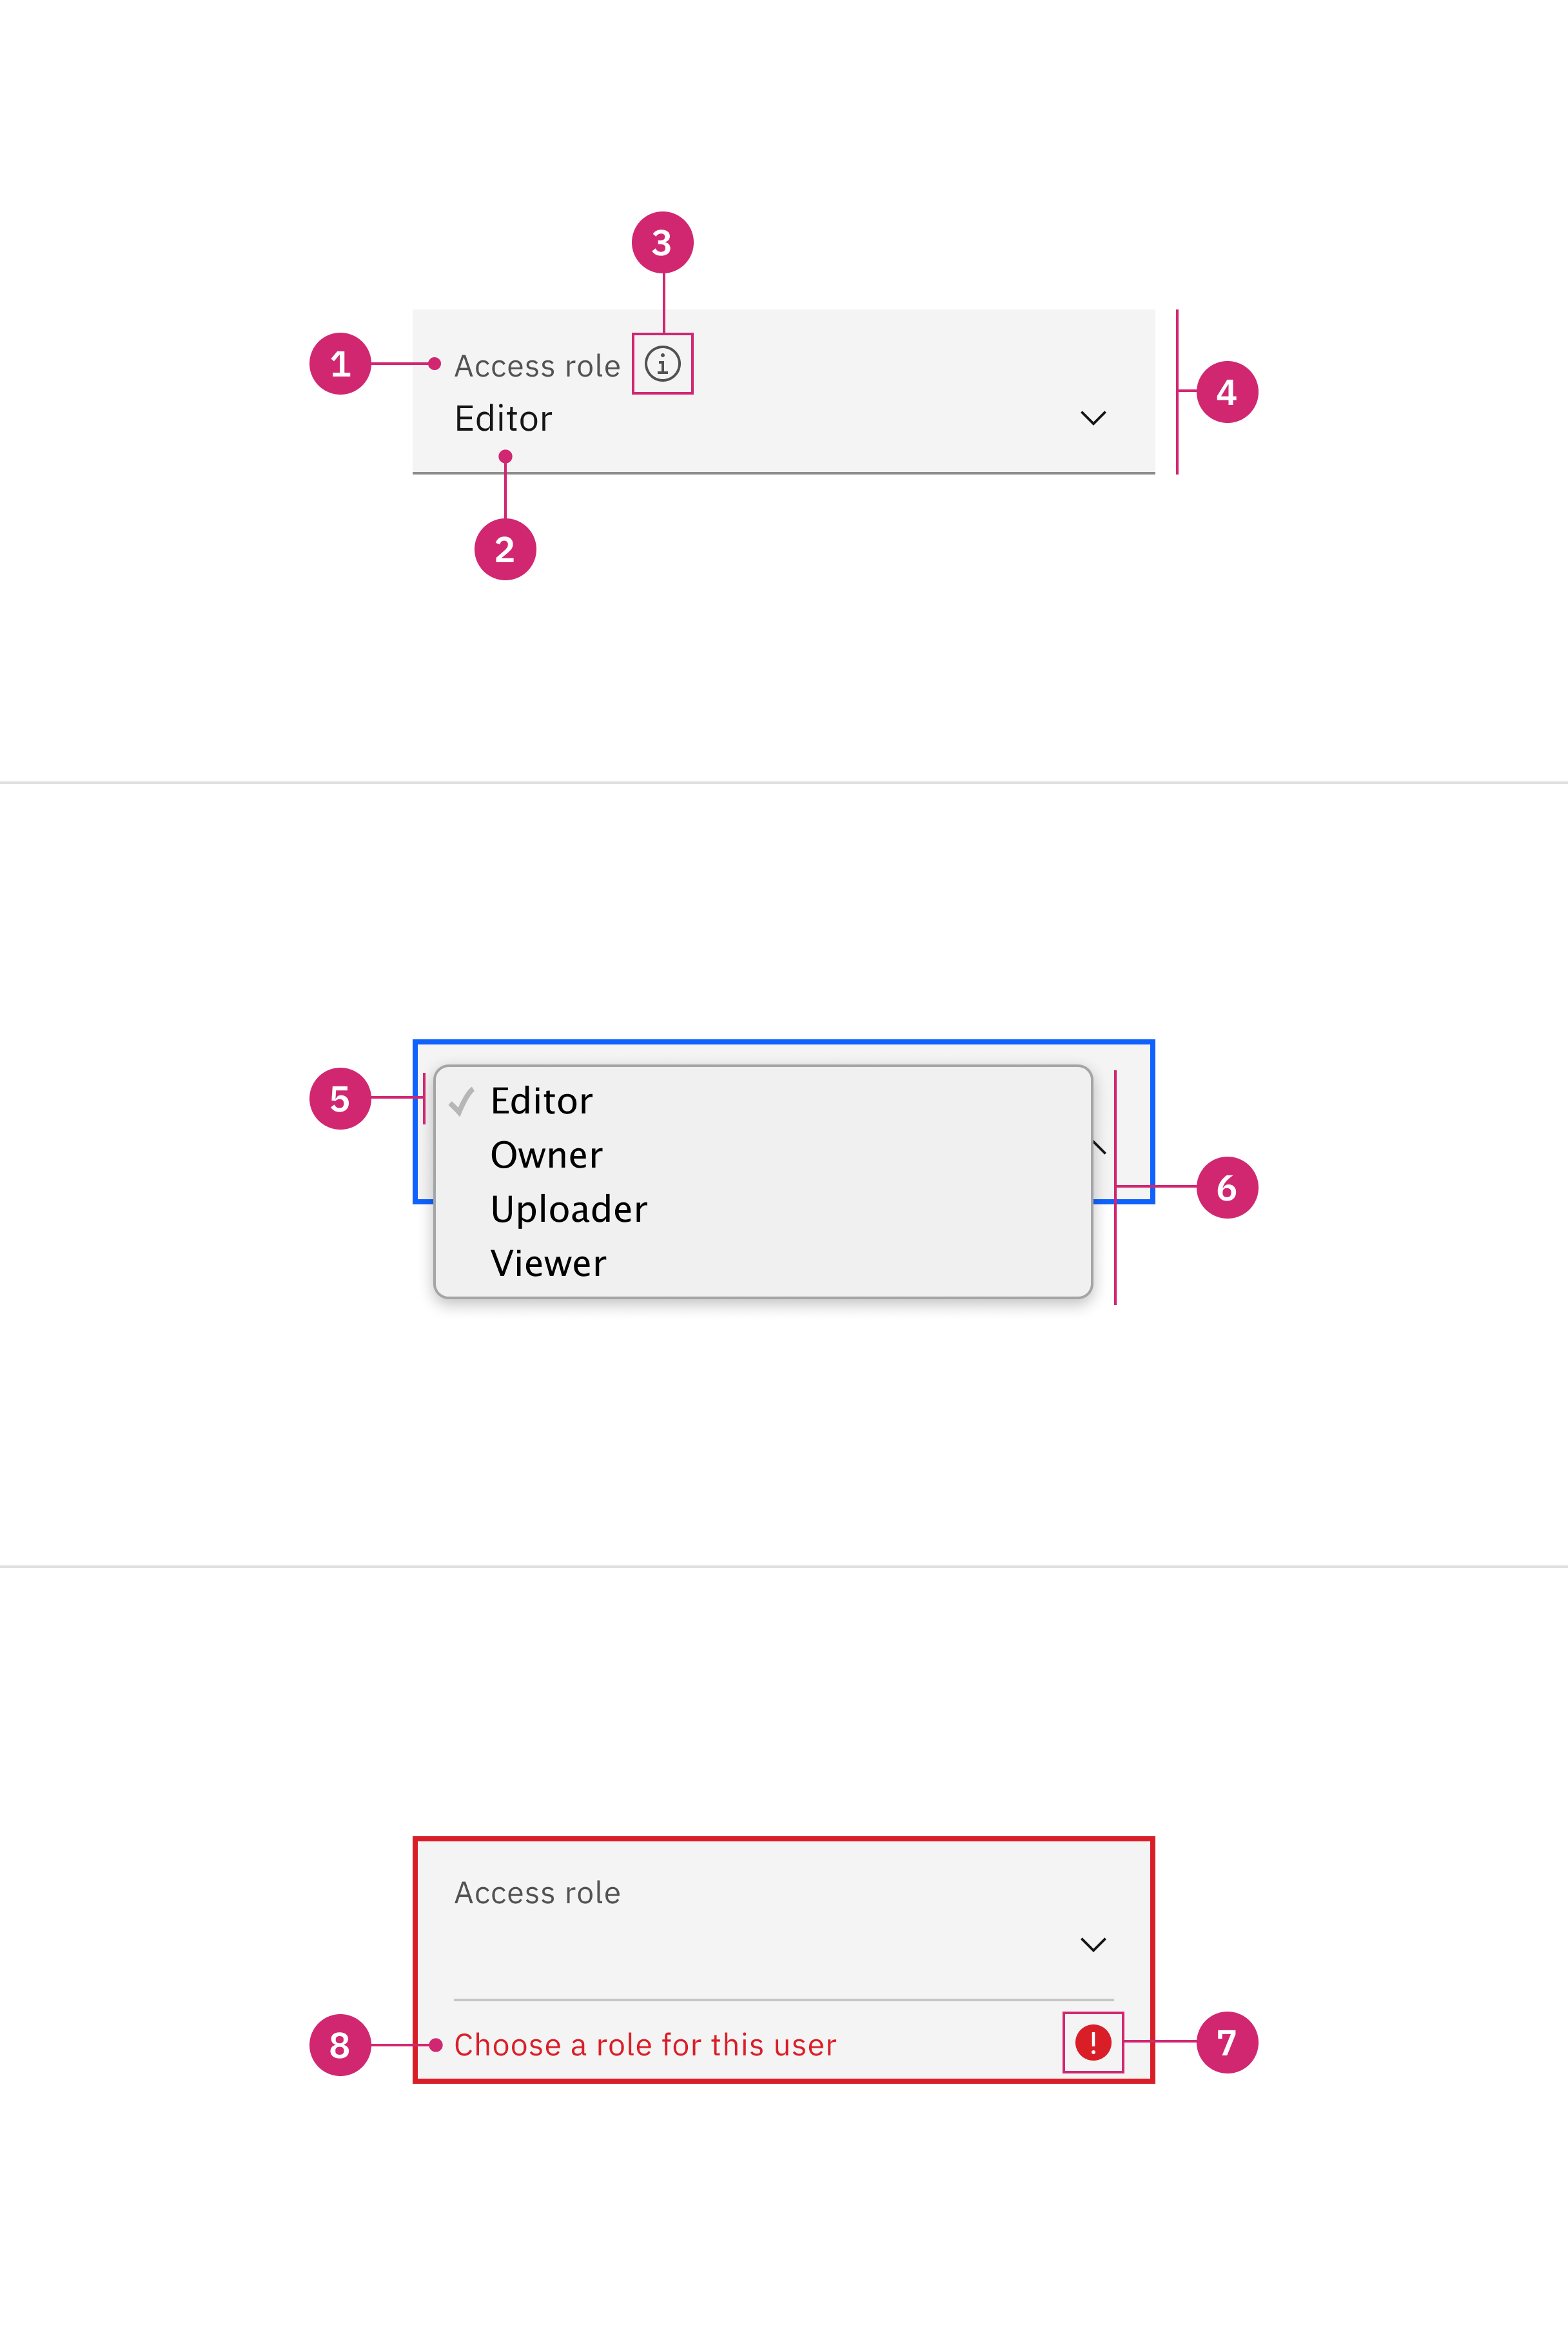 3
1
Access role
4
Editor
2
5
Editor
Owner
6
Uploader
Viewer
Access role
8
Choose a role for this user
7